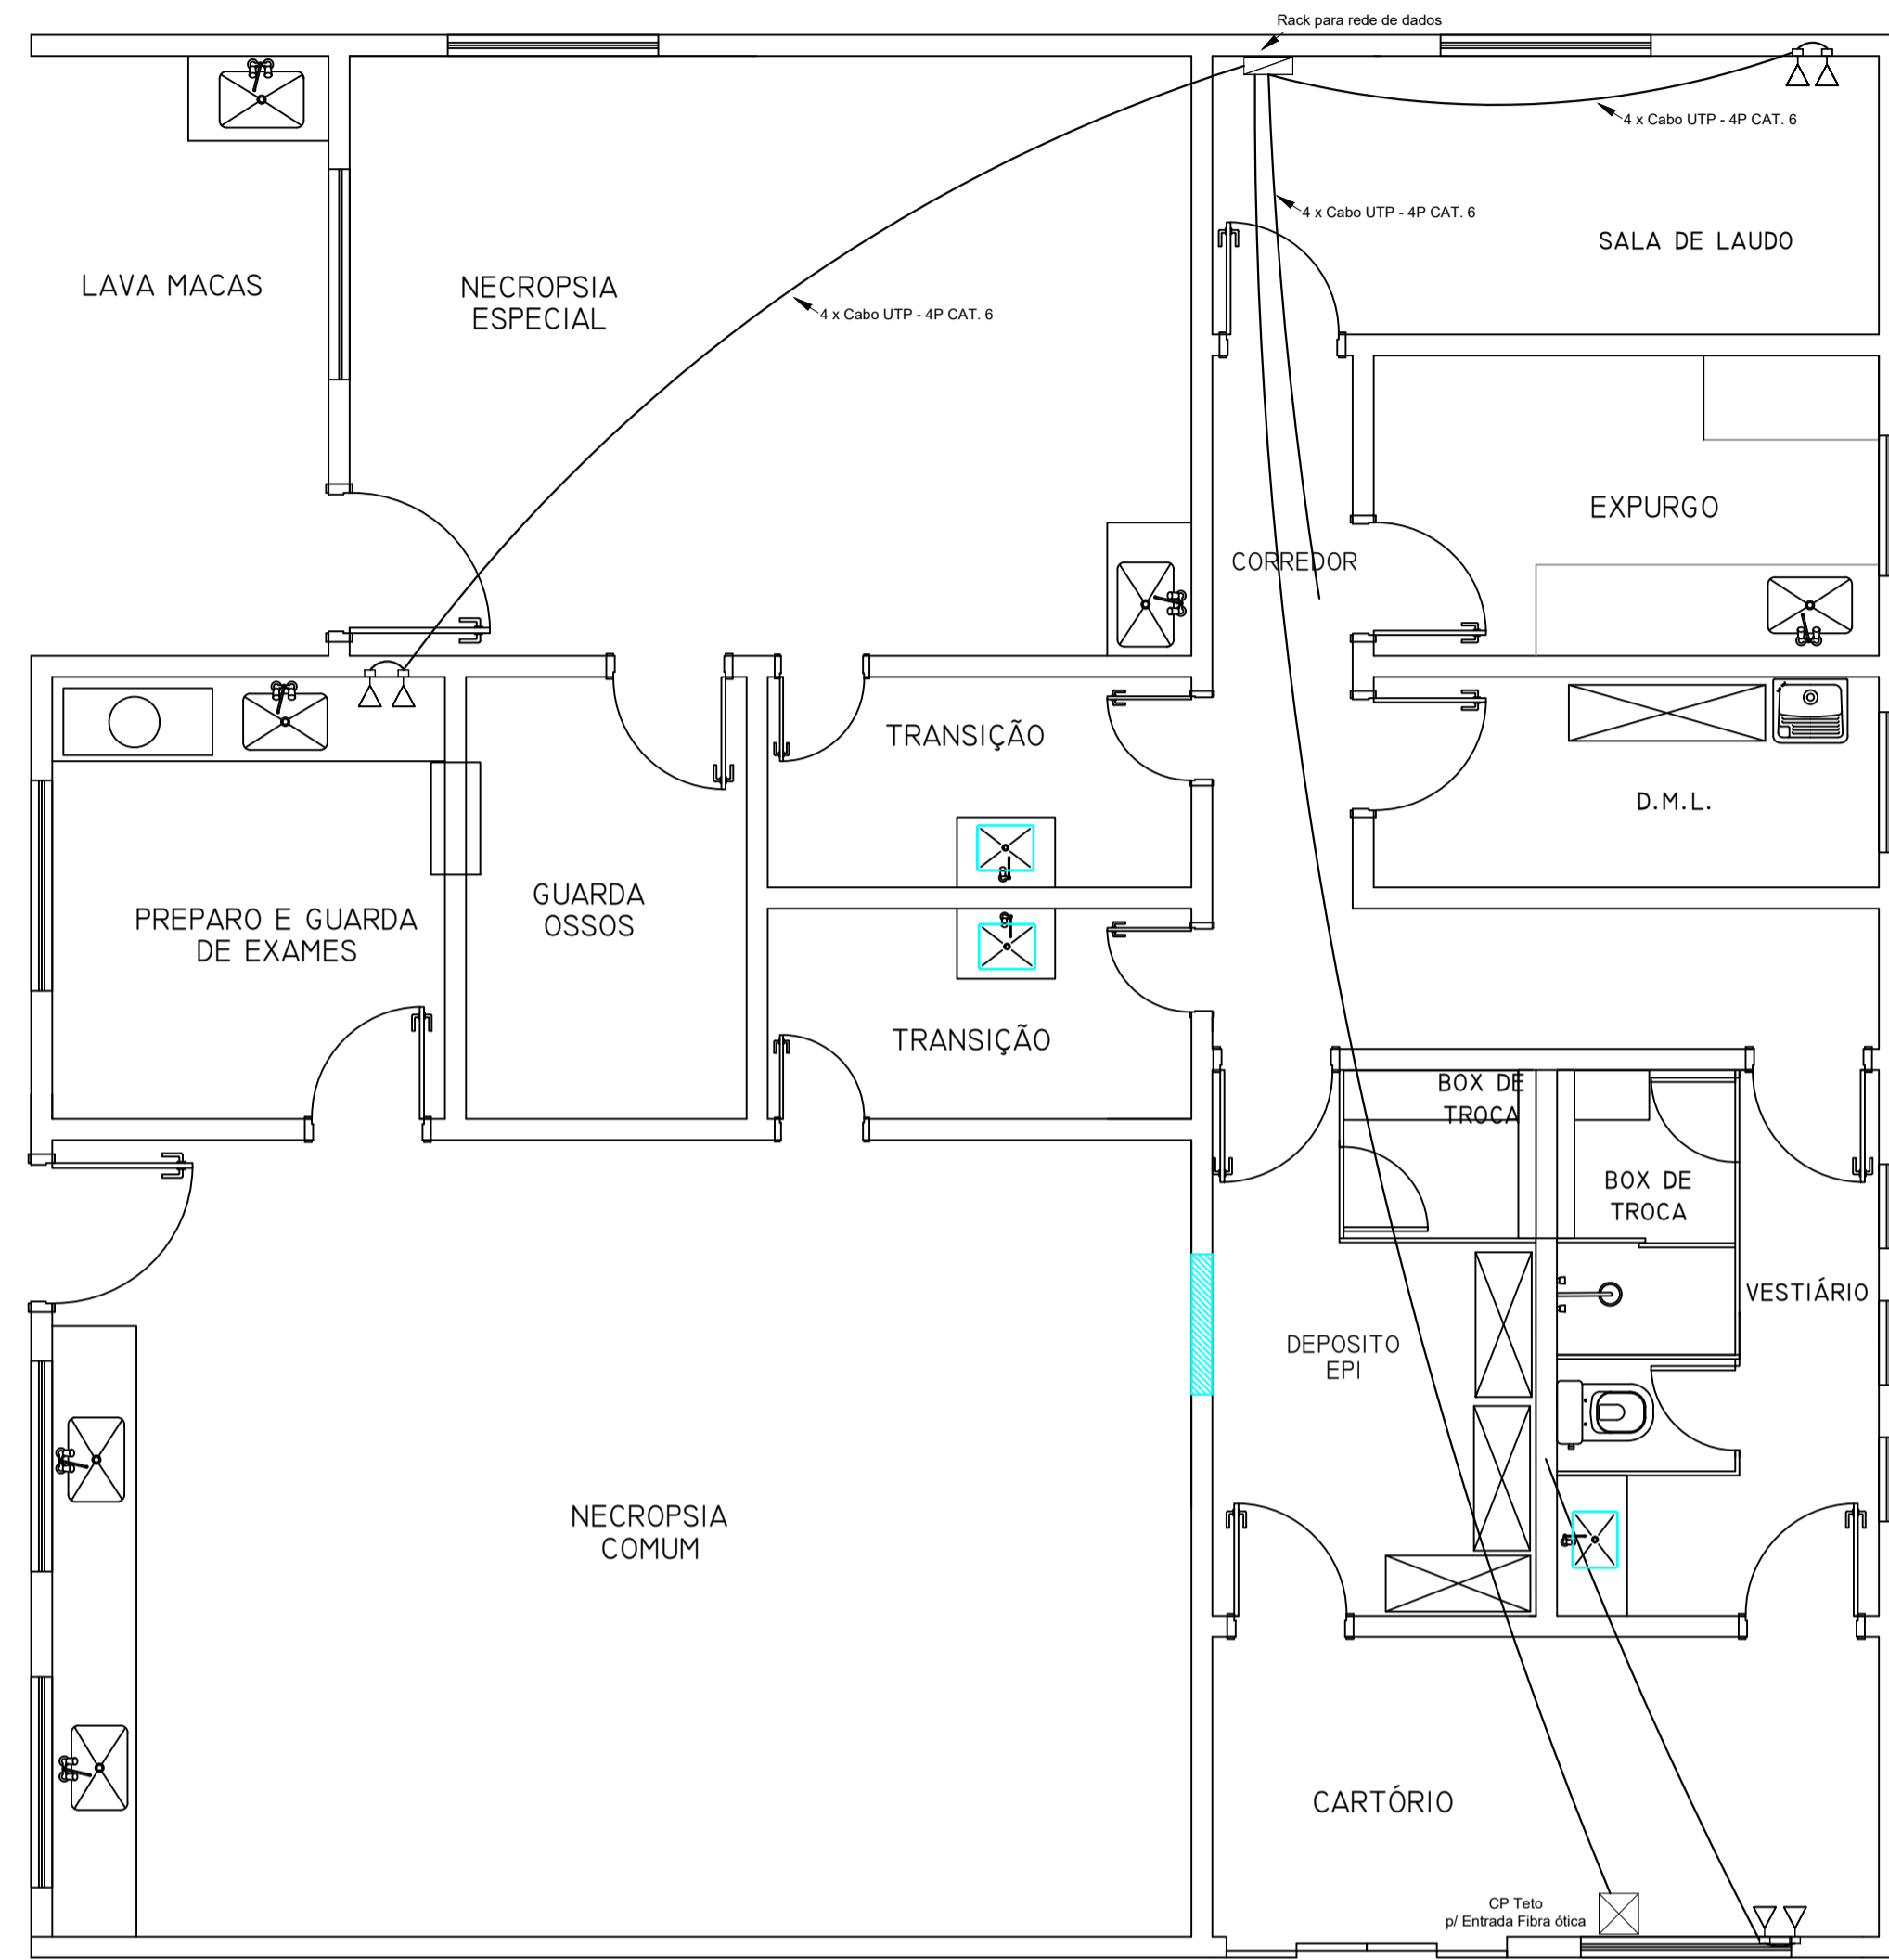 Rack para rede de dados
4 x Cabo UTP - 4P CAT. 6
4 x Cabo UTP - 4P CAT. 6
SALA DE LAUDO
LAVA MACAS
NECROPSIA
ESPECIAL
4 x Cabo UTP - 4P CAT. 6
EXPURGO
CORREDOR
TRANSIÇÃO
D.M.L.
GUARDA
OSSOS
PREPARO E GUARDA
DE EXAMES
TRANSIÇÃO
BOX DE
TROCA
BOX DE
TROCA
VESTIÁRIO
DEPOSITO
EPI
NECROPSIA
COMUM
CARTÓRIO
CP Teto
p/ Entrada Fibra ótica